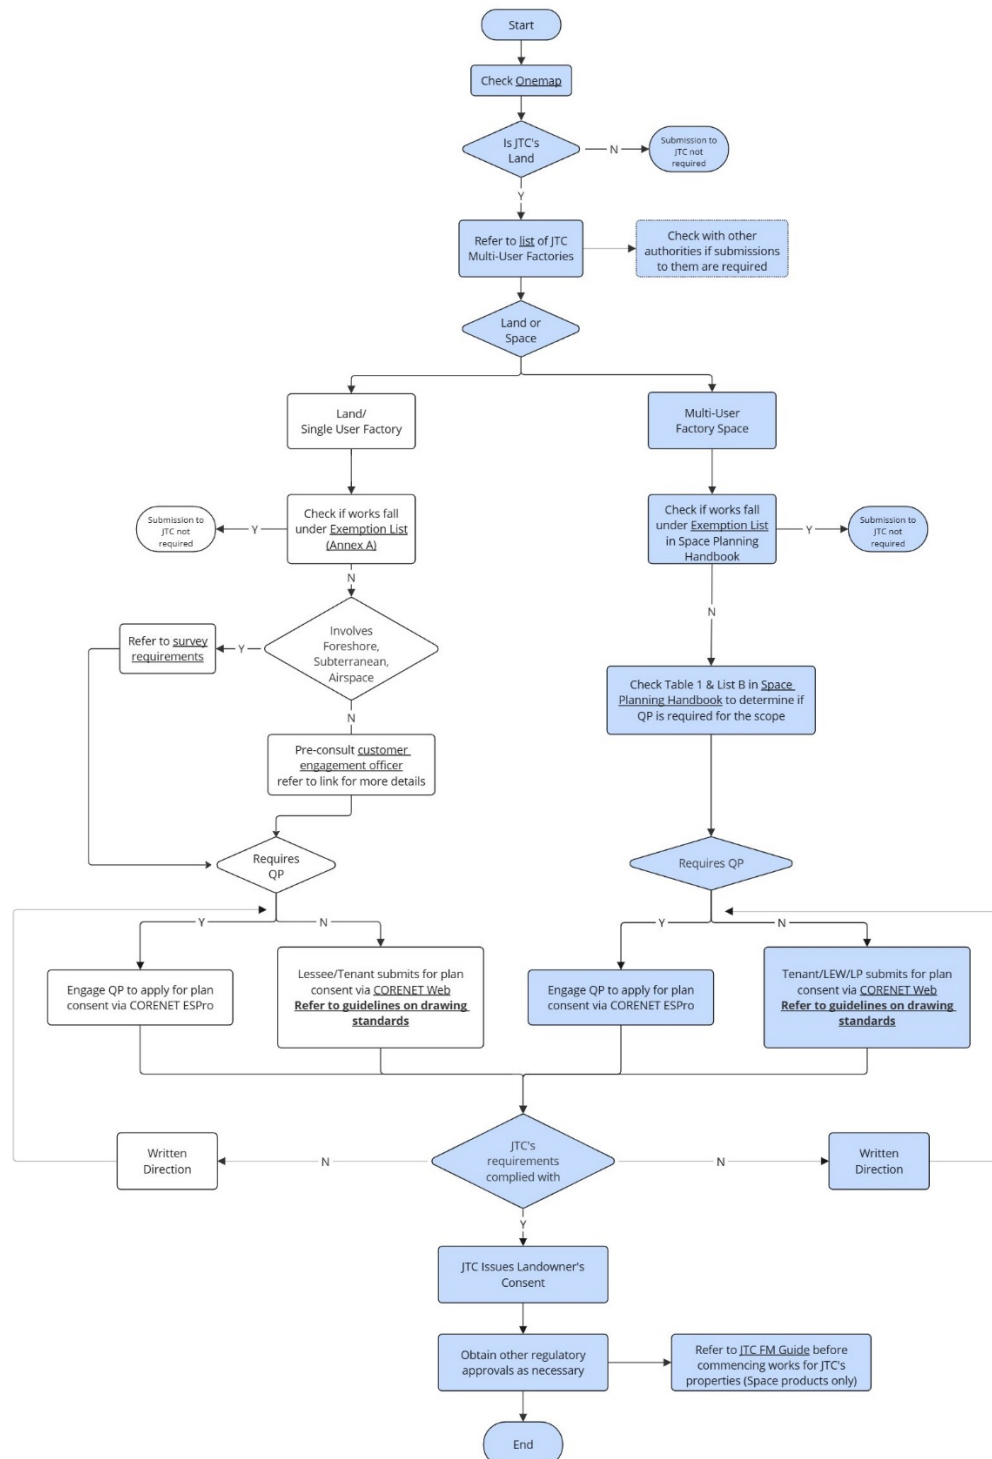 Start
Check Onemap
Is JTC's
Land
N
Submission to
JTC not
required
Y
Refer to list of JTC
Multi-User Factories
Check with other
authorities if submissions
to them are required
Land or
Space
Land/
Single User Factory
Multi-User
Factory Space
Submission to
JTC not
required
Y
Check if works fall
under Exemption List
(Annex A)
Check if works fall
under Exemption List
in Space Planning
Handbook
Y
Submission to
JTC not
required
N
N
Refer to survey
requirements
Y
Involves
Foreshore,
Subterranean,
Airspace
Check Table 1 & List B in Space
Planning Handbook to determine if
QP is required for the scope
N
Pre-consult customer
engagement officer
refer to link for more details
Requires
QP
Requires QP
Y
N
Y
N
Engage QP to apply for plan
consent via CORENET ESPro
Lessee/Tenant submits for plan
consent via CORENET Web
Refer to guidelines on drawing
standards
Engage QP to apply for plan
consent via CORENET ESPro
Tenant/LEW/LP submits for plan
consent via CORENET Web
Refer to guidelines on drawing
standards
Written
Direction
N
JTC's
requirements
complied with
N
Written
Direction
Y
JTC Issues Landowner's
Consent
Obtain other regulatory
approvals as necessary
Refer to JTC FM Guide before
commencing works for JTC's
properties (Space products only)
End